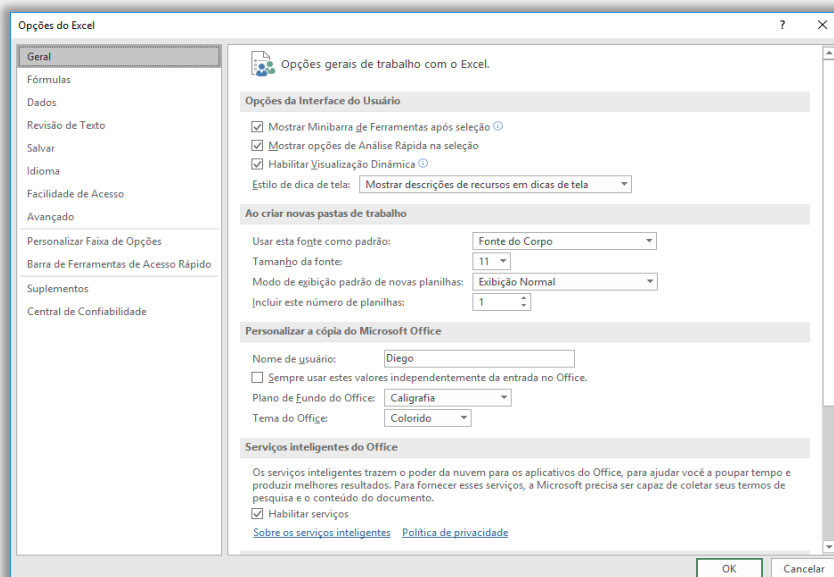 Opções do Excel
? ×
Geral
Fórmulas
Dados
Revisão de Texto
Salvar
Idioma
Facilidade de Acesso
Avançado
Personalizar Faixa de Opções
Barra de Ferramentas de Acesso Rápido
Suplementos
Central de Confiabilidade
Opções gerais de trabalho com o Excel.
Opções da Interface do Usuário
Mostrar Minibarra de Ferramentas após seleção
Mostrar opções de Análise Rápida na seleção
Habilitar Visualização Dinâmica
Estilo de dica de tela: Mostrar descrições de recursos em dicas de tela
Ao criar novas pastas de trabalho
Usar esta fonte como padrão: Fonte do Corpo
Tamanho da fonte: 11
Modo de exibição padrão de novas planilhas: Exibição Normal
Incluir este número de planilhas: 1
Personalizar a cópia do Microsoft Office
Nome de usuário: Diego
Sempre usar estes valores independentemente da entrada no Office.
Plano de Fundo do Office: Caligrafia
Tema do Office: Colorido
Serviços inteligentes do Office
Os serviços inteligentes trazem o poder da nuvem para os aplicativos do Office, para ajudar você a poupar tempo e
produzir melhores resultados. Para fornecer esses serviços, a Microsoft precisa ser capaz de coletar seus termos de
pesquisa e o conteúdo do documento.
Habilitar serviços
Sobre os serviços inteligentes Política de privacidade
OK Cancelar